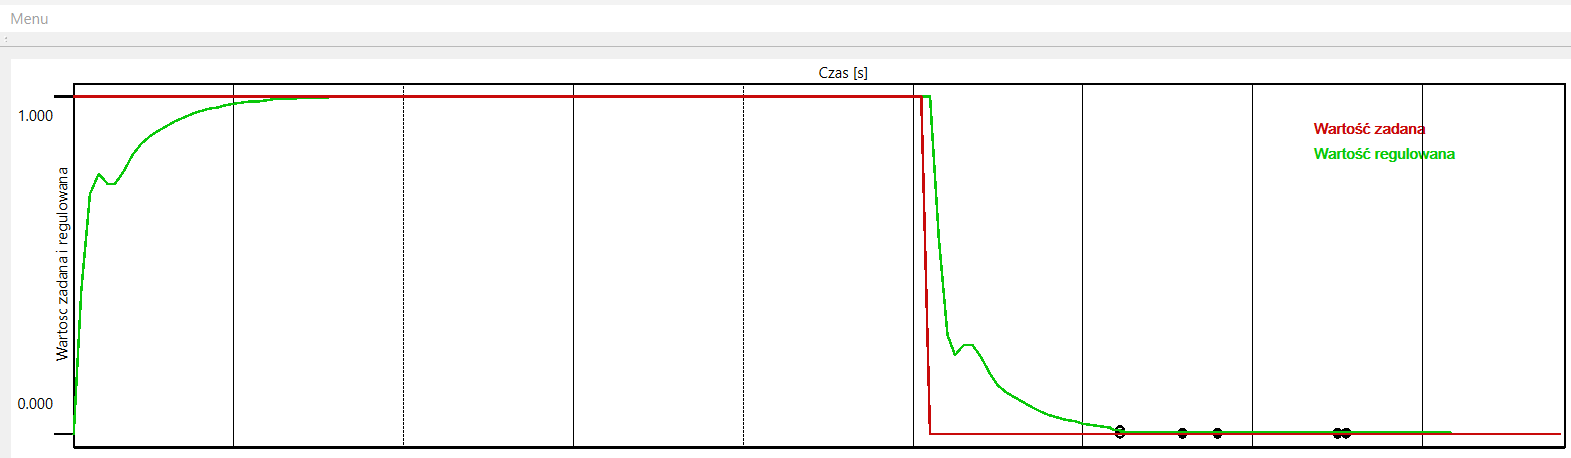 Menu
Czas [s]
1.000
Wartość zadana
Wartość regulowana
Wartosc zadana i regulowana
0.000